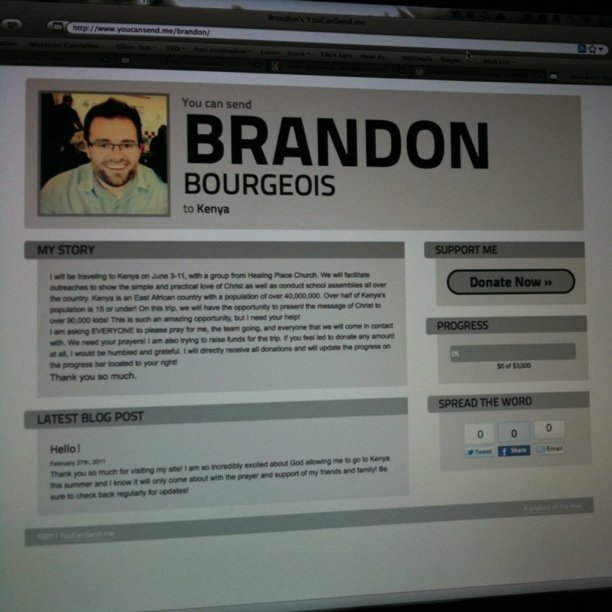 Brandon's YouCanSend.me
http://www.youcansend.me/brandon/
You can send
BRANDON
BOURGEOIS
to Kenya
MY STORY
I will be traveling to Kenya on June 3-11, with a group from Healing Place Church. We will facilitate
outreaches to show the simple and practical love of Christ as well as conduct school assemblies all over
the country. Kenya is an East African country with a population of over 40,000,000. Over half of Kenya's
population is 15 or under! On this trip, we will have the opportunity to present the message of Christ to
over 90,000 kids! This is such an amazing opportunity, but I need your help!
I am asking EVERYONE to please pray for me, the team going, and everyone that we will come in contact
with. We need your prayers! I am also trying to raise funds for the trip. If you feel led to donate any amount
at all, I would be humbled and grateful. I will directly receive all donations and will update the progress on
the progress bar located to your right!
Thank you so much.
LATEST BLOG POST
Hello!
February 27th, 2011
Thank you so much for visiting my site! I am so incredibly excited about God allowing me to go to Kenya
this summer and I know it will only come about with the prayer and support of my friends and family! Be
sure to check back regularly for updates!
SUPPORT ME
Donate Now »
PROGRESS
0%
$0 of $3,500
SPREAD THE WORD
0 0 0
Tweet Share Email
©2011 YouCanSend.me
A product of the